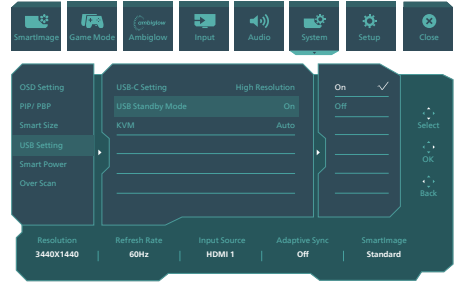 SmartImage Game Mode Ambiglow Input Audio System Setup Close
ambiglow
OSD Setting USB-C Setting High Resolution On
PIP/ PBP USB Standby Mode On Off
Smart Size KVM Auto Select
USB Setting
Smart Power OK
Over Scan Back
Resolution Refresh Rate Input Source Adaptive Sync SmartImage
3440X1440 60Hz HDMI 1 Off Standard